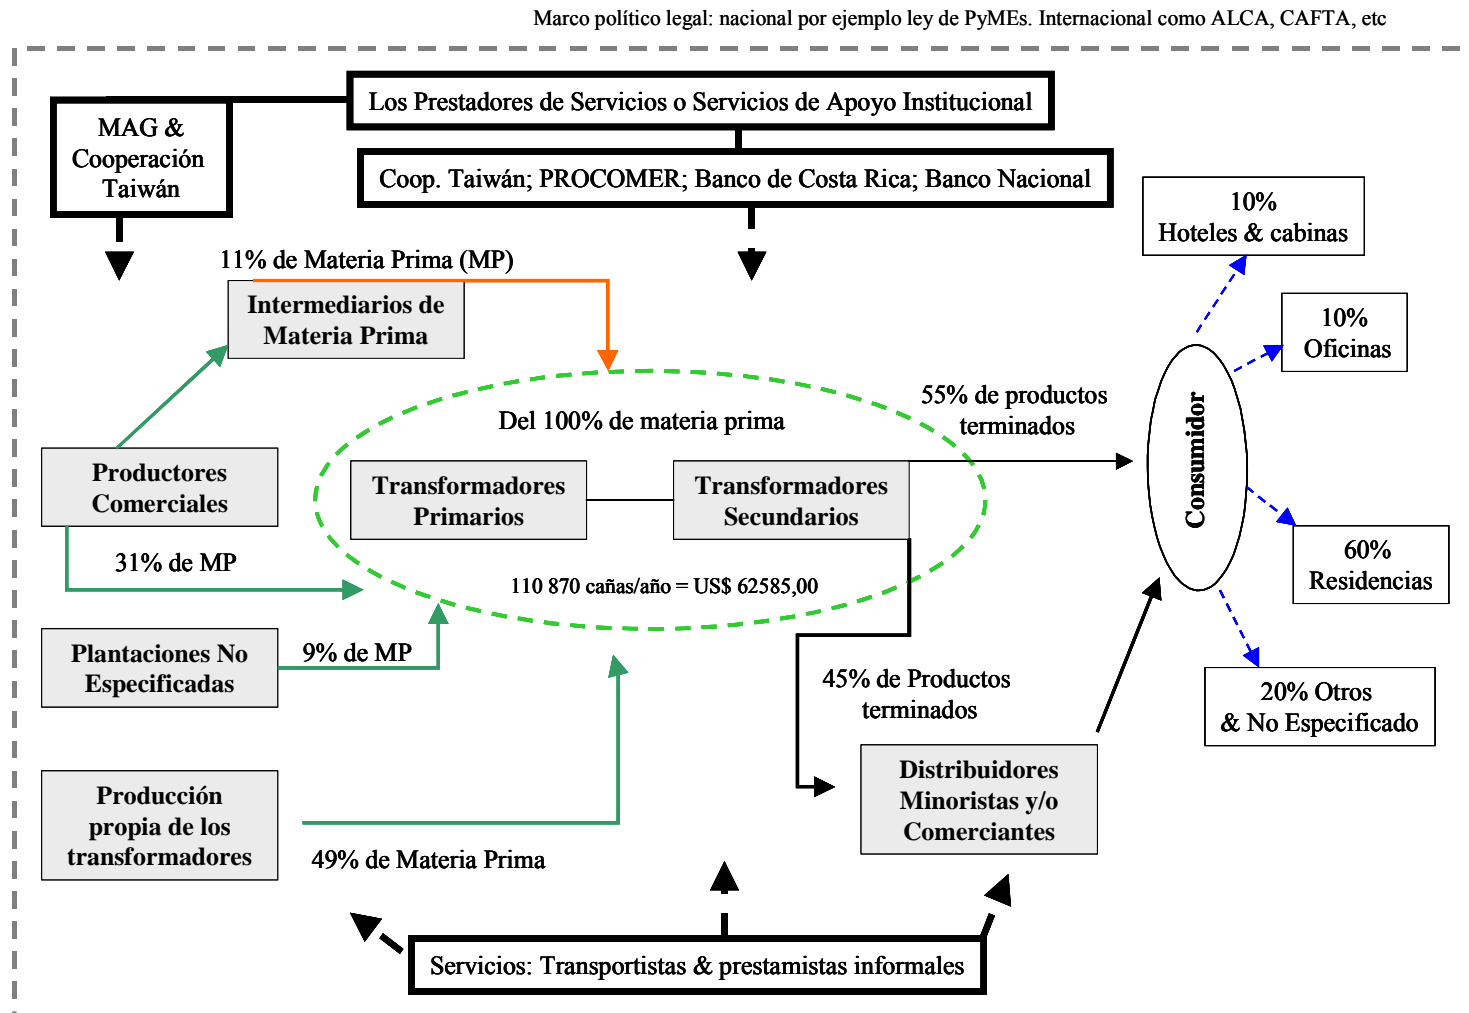 Marco político legal: nacional por ejemplo ley de PyMEs. Internacional como ALCA, CAFTA, etc
Los Prestadores de Servicios o Servicios de Apoyo Institucional
MAG &
Cooperación
Taiwán
Coop. Taiwán; PROCOMER; Banco de Costa Rica; Banco Nacional
10%
Hoteles & cabinas
11% de Materia Prima (MP)
Intermediarios de
Materia Prima
10%
Oficinas
55% de productos
terminados
Del 100% de materia prima
Consumidor
Productores
Comerciales
Transformadores
Primarios
Transformadores
Secundarios
31% de MP
110 870 cañas/año = US$ 62585,00
60%
Residencias
Plantaciones No
Especificadas
9% de MP
45% de Productos
terminados
20% Otros
& No Especificado
Producción
propia de los
transformadores
49% de Materia Prima
Distribuidores
Minoristas y/o
Comerciantes
Servicios: Transportistas & prestamistas informales